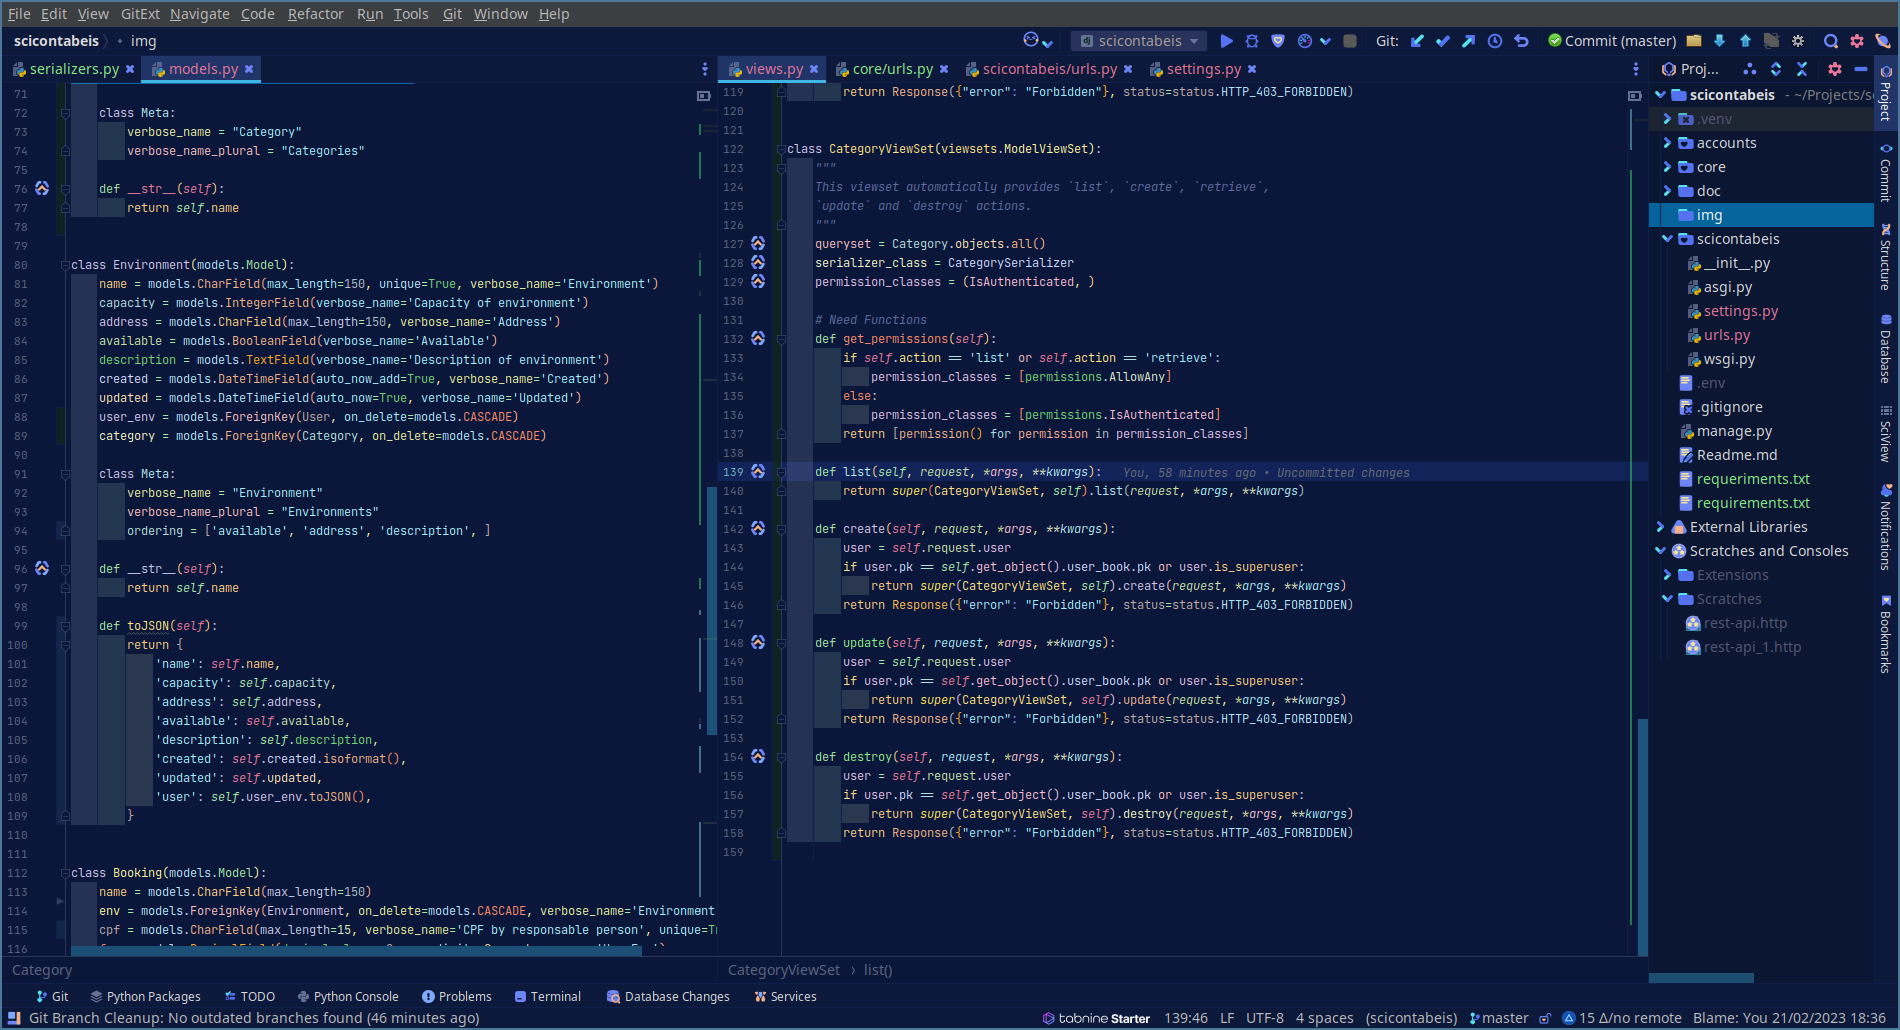 File Edit View GitExt Navigate Code Refactor Run Tools Git Window Help
scicontabeis 〉 • img
scicontabeis
Git:
Commit (master)
serializers.py
models.py
views.py
core/urls.py
scicontabeis/urls.py
settings.py
Proj...
71
72 class Meta:
73 verbose_name = "Category"
74 verbose_name_plural = "Categories"
75
76 def __str__(self):
77 return self.name
78
79
80 class Environment(models.Model):
81 name = models.CharField(max_length=150, unique=True, verbose_name='Environment')
82 capacity = models.IntegerField(verbose_name='Capacity of environment')
83 address = models.CharField(max_length=150, verbose_name='Address')
84 available = models.BooleanField(verbose_name='Available')
85 description = models.TextField(verbose_name='Description of environment')
86 created = models.DateTimeField(auto_now_add=True, verbose_name='Created')
87 updated = models.DateTimeField(auto_now=True, verbose_name='Updated')
88 user_env = models.ForeignKey(User, on_delete=models.CASCADE)
89 category = models.ForeignKey(Category, on_delete=models.CASCADE)
90
91 class Meta:
92 verbose_name = "Environment"
93 verbose_name_plural = "Environments"
94 ordering = ['available', 'address', 'description', ]
95
96 def __str__(self):
97 return self.name
98
99 def toJSON(self):
100 return {
101 'name': self.name,
102 'capacity': self.capacity,
103 'address': self.address,
104 'available': self.available,
105 'description': self.description,
106 'created': self.created.isoformat(),
107 'updated': self.updated,
108 'user': self.user_env.toJSON(),
109 }
110
111
112 class Booking(models.Model):
113 name = models.CharField(max_length=150)
114 env = models.ForeignKey(Environment, on_delete=models.CASCADE, verbose_name='Environment
115 cpf = models.CharField(max_length=15, verbose_name='CPF by responsable person', unique=Tr
116
Category
119 return Response({"error": "Forbidden"}, status=status.HTTP_403_FORBIDDEN)
120
121
122 class CategoryViewSet(viewsets.ModelViewSet):
123 """
124 This viewset automatically provides `list`, `create`, `retrieve`,
125 `update` and `destroy` actions.
126 """
127 queryset = Category.objects.all()
128 serializer_class = CategorySerializer
129 permission_classes = (IsAuthenticated, )
130
131 # Need Functions
132 def get_permissions(self):
133 if self.action == 'list' or self.action == 'retrieve':
134 permission_classes = [permissions.AllowAny]
135 else:
136 permission_classes = [permissions.IsAuthenticated]
137 return [permission() for permission in permission_classes]
138
139 def list(self, request, *args, **kwargs): You, 58 minutes ago • Uncommitted changes
140 return super(CategoryViewSet, self).list(request, *args, **kwargs)
141
142 def create(self, request, *args, **kwargs):
143 user = self.request.user
144 if user.pk == self.get_object().user_book.pk or user.is_superuser:
145 return super(CategoryViewSet, self).create(request, *args, **kwargs)
146 return Response({"error": "Forbidden"}, status=status.HTTP_403_FORBIDDEN)
147
148 def update(self, request, *args, **kwargs):
149 user = self.request.user
150 if user.pk == self.get_object().user_book.pk or user.is_superuser:
151 return super(CategoryViewSet, self).update(request, *args, **kwargs)
152 return Response({"error": "Forbidden"}, status=status.HTTP_403_FORBIDDEN)
153
154 def destroy(self, request, *args, **kwargs):
155 user = self.request.user
156 if user.pk == self.get_object().user_book.pk or user.is_superuser:
157 return super(CategoryViewSet, self).destroy(request, *args, **kwargs)
158 return Response({"error": "Forbidden"}, status=status.HTTP_403_FORBIDDEN)
159
CategoryViewSet › list()
scicontabeis - ~/Projects/s
.venv
accounts
core
doc
img
scicontabeis
__init__.py
asgi.py
settings.py
urls.py
wsgi.py
.env
.gitignore
manage.py
Readme.md
requeriments.txt
requirements.txt
External Libraries
Scratches and Consoles
Extensions
Scratches
rest-api.http
rest-api_1.http
Project
Commit
Structure
Database
SciView
Notifications
Bookmarks
Git Python Packages TODO Python Console Problems Terminal Database Changes Services
Git Branch Cleanup: No outdated branches found (46 minutes ago)
tabnine Starter 139:46 LF UTF-8 4 spaces (scicontabeis) master 15 Δ/no remote Blame: You 21/02/2023 18:36